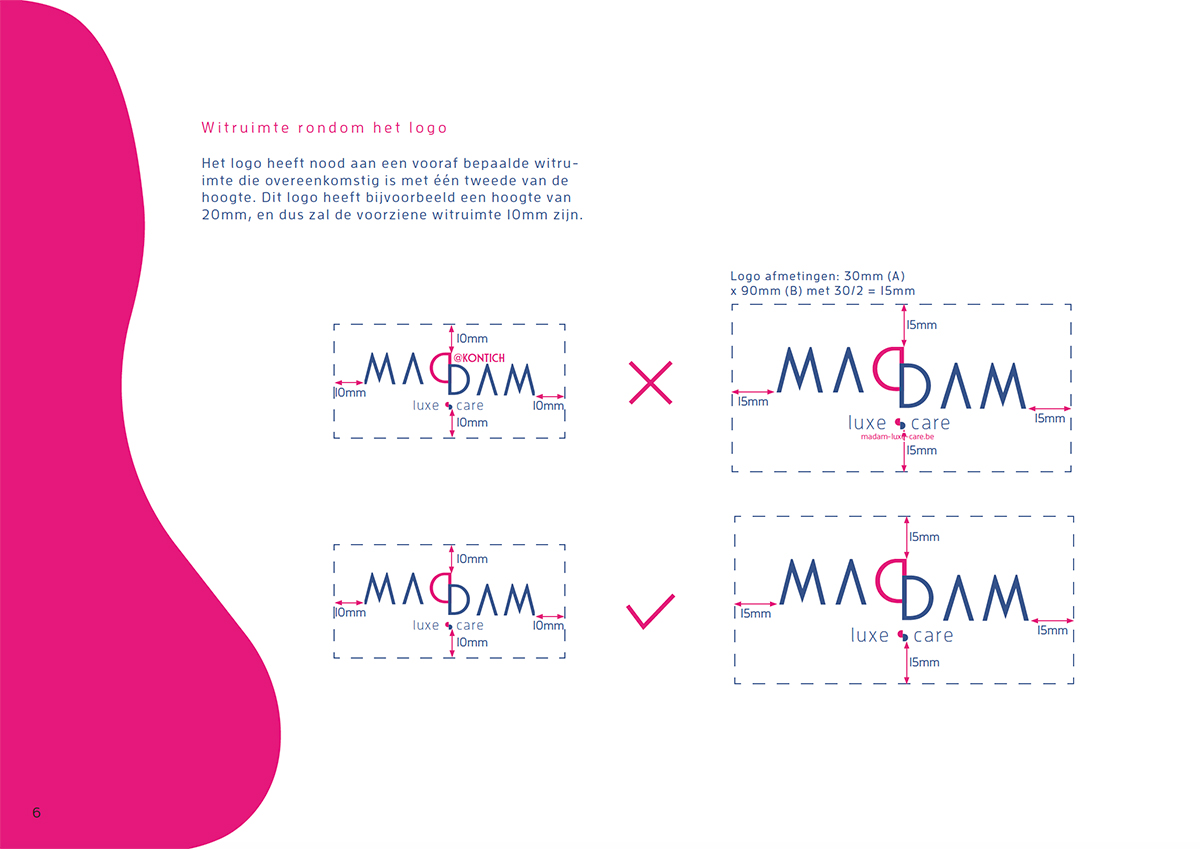 Witruimte rondom het logo
Het logo heeft nood aan een vooraf bepaalde witru-
imte die overeenkomstig is met één tweede van de
hoogte. Dit logo heeft bijvoorbeeld een hoogte van
20mm, en dus zal de voorziene witruimte 10mm zijn.
10mm
@KONTICH
MADDAM
10mm
10mm
luxe care
10mm
Logo afmetingen: 30mm (A)
x 90mm (B) met 30/2 = 15mm
15mm
MADDAM
15mm
15mm
luxe care
madam-luxe-care.be
15mm
10mm
MADDAM
10mm
10mm
luxe care
10mm
15mm
MADDAM
15mm
15mm
luxe care
15mm
6